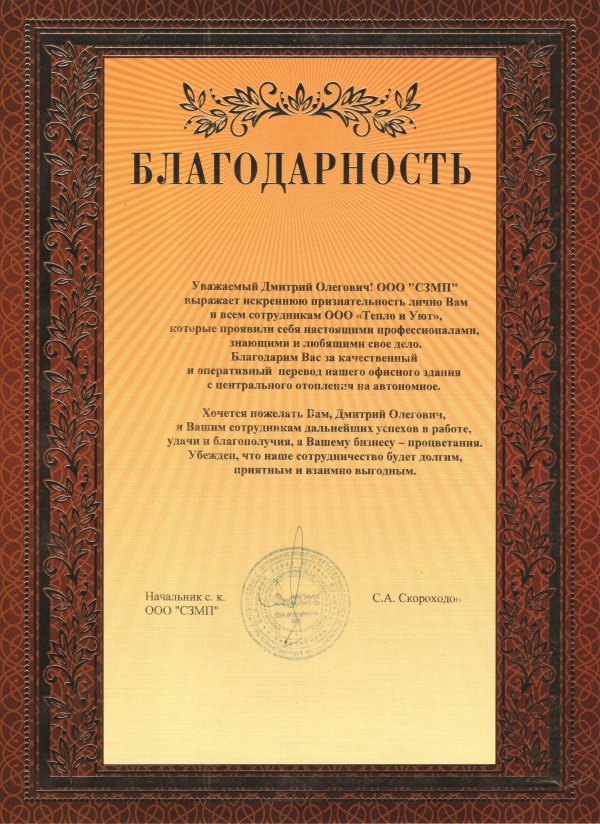 БЛАГОДАРНОСТЬ
Уважаемый Дмитрий Олегович! ООО "СЗМП"
выражает искреннюю признательность лично Вам
и всем сотрудникам ООО «Тепло и Уют»,
которые проявили себя настоящими профессионалами,
знающими и любящими свое дело.
Благодарим Вас за качественный
и оперативный перевод нашего офисного здания
с центрального отопления на автономное.
Хочется пожелать Вам, Дмитрий Олегович,
и Вашим сотрудникам дальнейших успехов в работе,
удачи и благополучия, а Вашему бизнесу – процветания.
Убежден, что наше сотрудничество будет долгим,
приятным и взаимно выгодным.
Начальник с. к.
ООО "СЗМП"
С.А. Скороходов